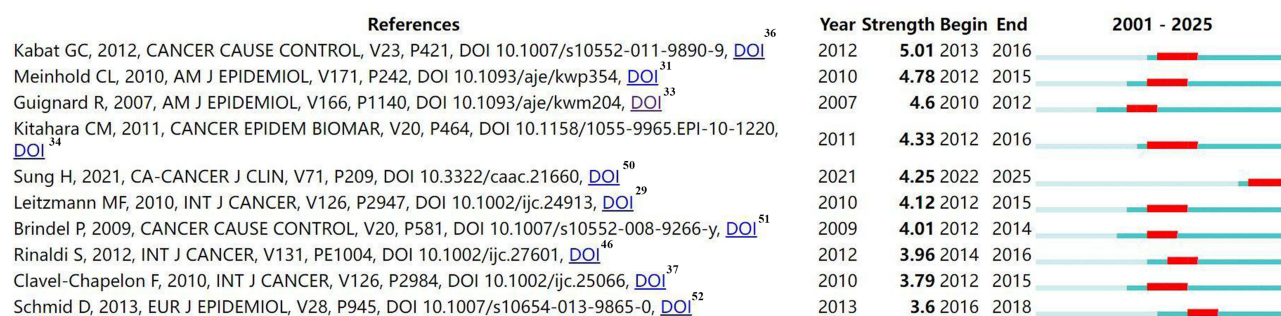 References Year Strength Begin End 2001 - 2025
Kabat GC, 2012, CANCER CAUSE CONTROL, V23, P421, DOI 10.1007/s10552-011-9890-9, DOI 36 2012 5.01 2013 2016
Meinhold CL, 2010, AM J EPIDEMIOL, V171, P242, DOI 10.1093/aje/kwp354, DOI 31 2010 4.78 2012 2015
Guignard R, 2007, AM J EPIDEMIOL, V166, P1140, DOI 10.1093/aje/kwm204, DOI 33 2007 4.6 2010 2012
Kitahara CM, 2011, CANCER EPIDEM BIOMAR, V20, P464, DOI 10.1158/1055-9965.EPI-10-1220,
DOI 34 2011 4.33 2012 2016
Sung H, 2021, CA-CANCER J CLIN, V71, P209, DOI 10.3322/caac.21660, DOI 50 2021 4.25 2022 2025
Leitzmann MF, 2010, INT J CANCER, V126, P2947, DOI 10.1002/ijc.24913, DOI 29 2010 4.12 2012 2015
Brindel P, 2009, CANCER CAUSE CONTROL, V20, P581, DOI 10.1007/s10552-008-9266-y, DOI 51 2009 4.01 2012 2014
Rinaldi S, 2012, INT J CANCER, V131, PE1004, DOI 10.1002/ijc.27601, DOI 46 2012 3.96 2014 2016
Clavel-Chapelon F, 2010, INT J CANCER, V126, P2984, DOI 10.1002/ijc.25066, DOI 37 2010 3.79 2012 2015
Schmid D, 2013, EUR J EPIDEMIOL, V28, P945, DOI 10.1007/s10654-013-9865-0, DOI 52 2013 3.6 2016 2018